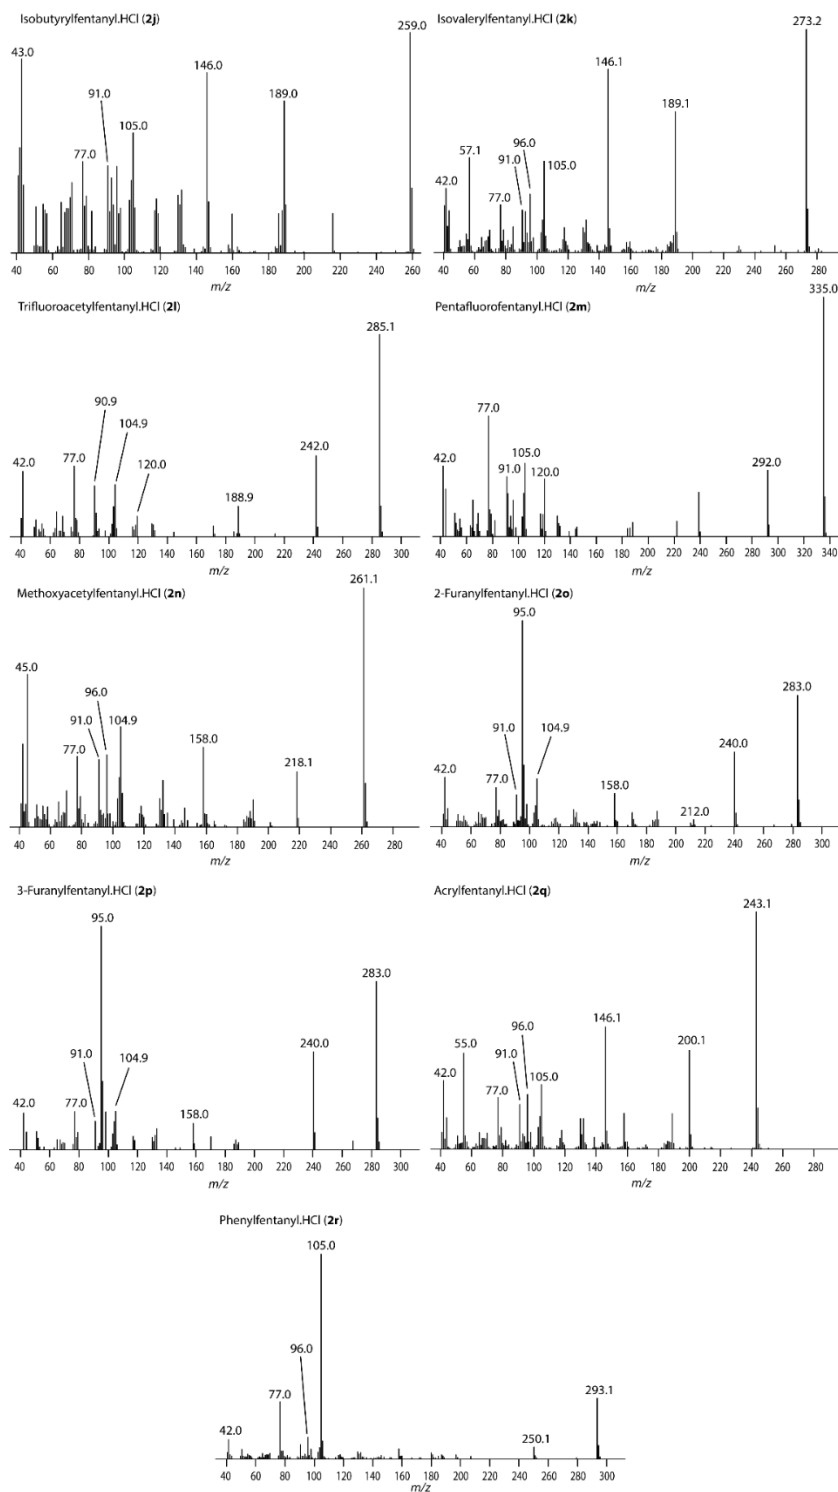 Isobutyrylfentanyl.HCl (2j)
43.0
91.0
77.0
105.0
146.0
189.0
259.0
40 60 80 100 120 140 160 180 200 220 240 260
m/z
Isovalerylfentanyl.HCl (2k)
42.0
57.1
77.0
91.0
96.0
105.0
146.1
189.1
273.2
40 60 80 100 120 140 160 180 200 220 240 260 280
m/z
Trifluoroacetylfentanyl.HCl (2l)
42.0
77.0
90.9
104.9
120.0
188.9
242.0
285.1
40 60 80 100 120 140 160 180 200 220 240 260 280 300
m/z
Pentafluorofentanyl.HCl (2m)
42.0
77.0
91.0
105.0
120.0
292.0
335.0
40 60 80 100 120 140 160 180 200 220 240 260 280 300 320 340
m/z
Methoxyacetylfentanyl.HCl (2n)
45.0
77.0
91.0
96.0
104.9
158.0
218.1
261.1
40 60 80 100 120 140 160 180 200 220 240 260 280
m/z
2-Furanylfentanyl.HCl (2o)
42.0
77.0
91.0
95.0
104.9
158.0
212.0
240.0
283.0
40 60 80 100 120 140 160 180 200 220 240 260 280 300
m/z
3-Furanylfentanyl.HCl (2p)
42.0
77.0
91.0
95.0
104.9
158.0
240.0
283.0
40 60 80 100 120 140 160 180 200 220 240 260 280 300
m/z
Acrylfentanyl.HCl (2q)
42.0
55.0
77.0
91.0
96.0
105.0
146.1
200.1
243.1
40 60 80 100 120 140 160 180 200 220 240 260 280
m/z
Phenylfentanyl.HCl (2r)
42.0
77.0
96.0
105.0
250.1
293.1
40 60 80 100 120 140 160 180 200 220 240 260 280 300
m/z